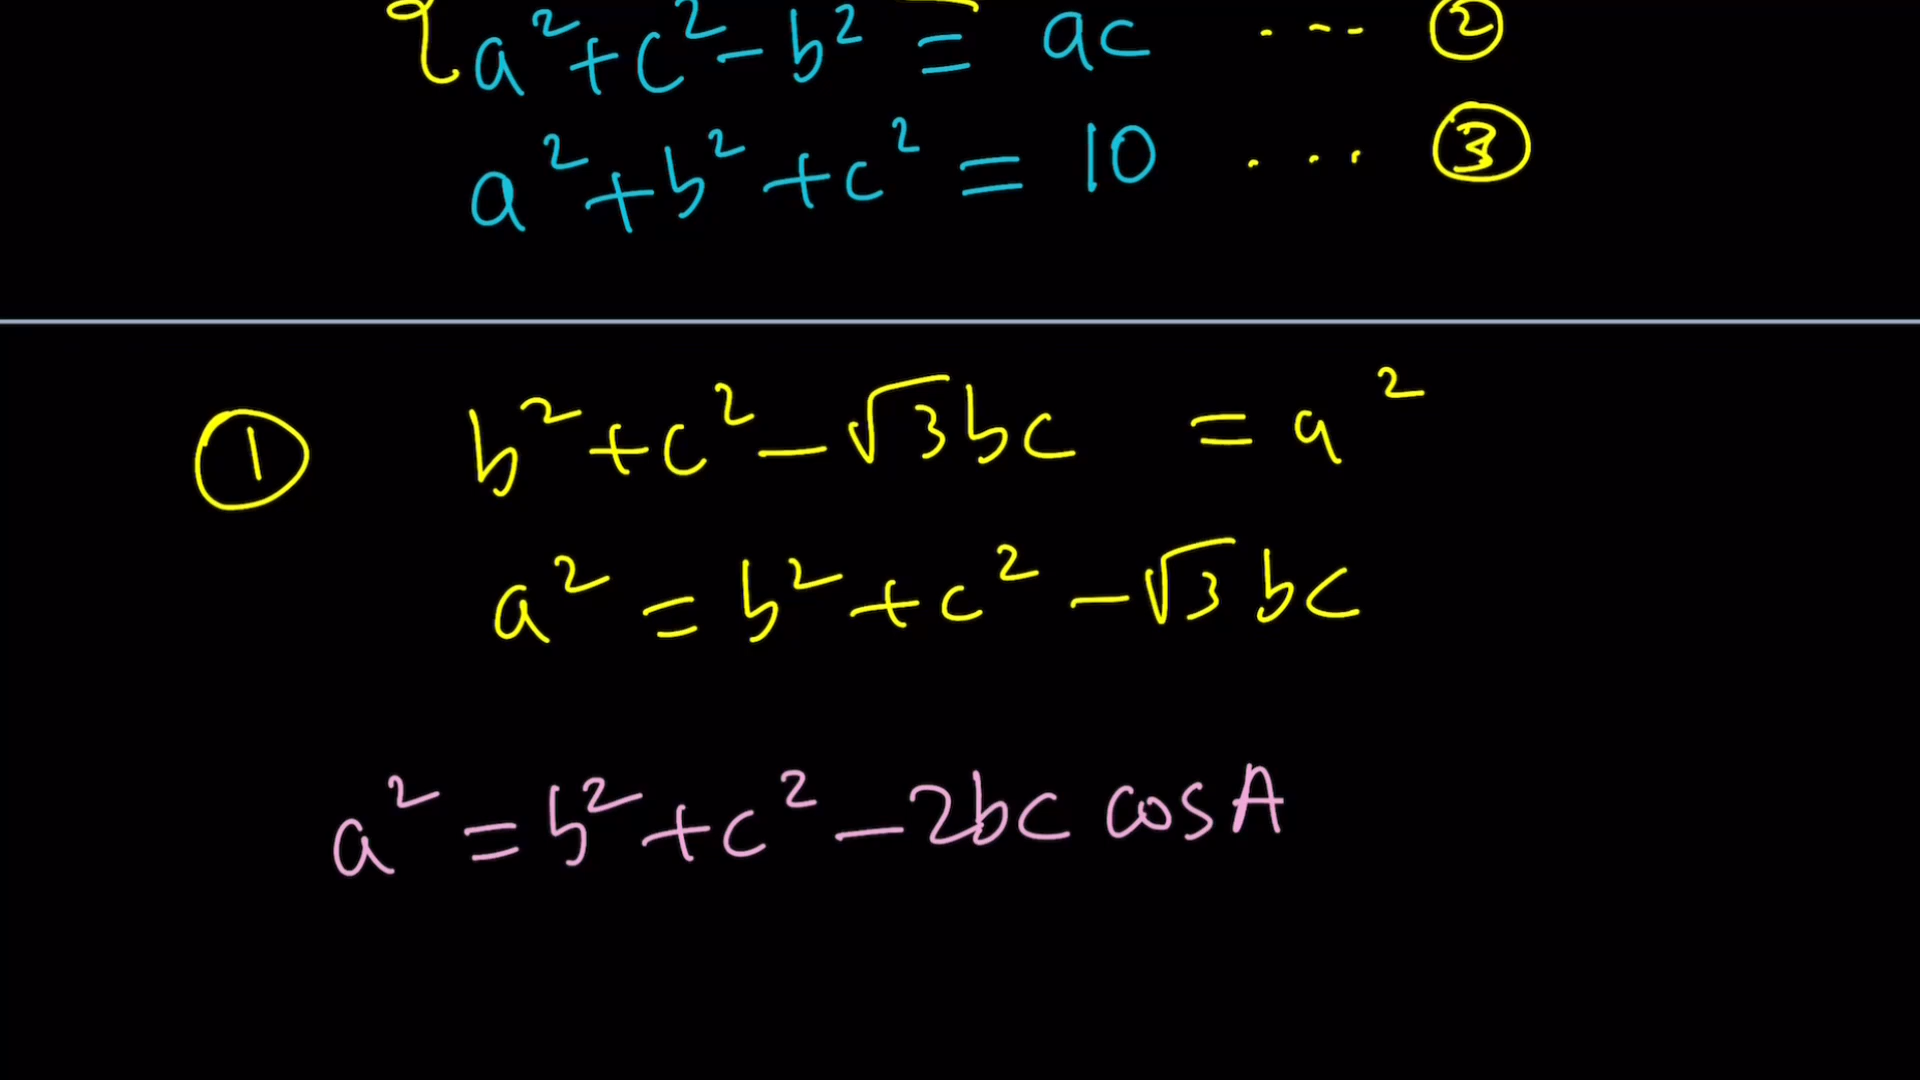 {a²+c²-b² = ac ... ②
a²+b²+c² = 10 ... ③
① b²+c²-√3bc = a²
a² = b²+c²-√3bc
a² = b²+c²-2bc cosA